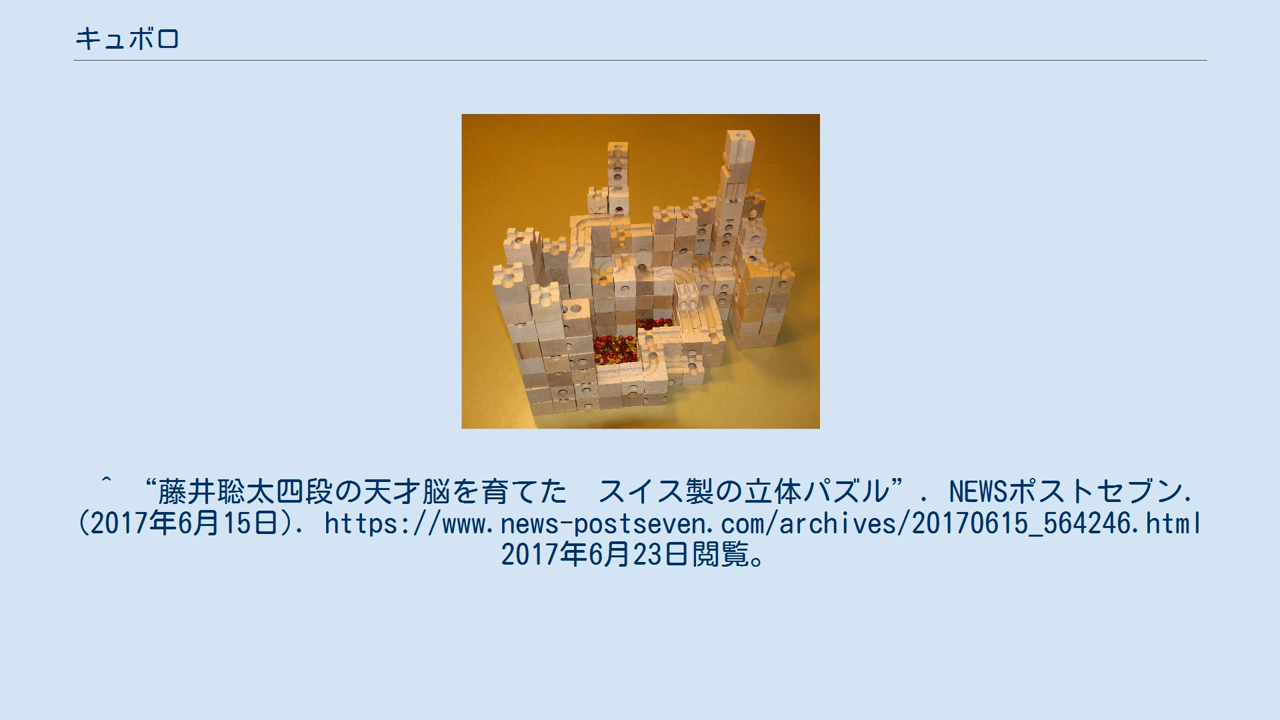 キュボロ
^ “藤井聡太四段の天才脳を育てた　スイス製の立体パズル”. NEWSポストセブン.
(2017年6月15日). https://www.news-postseven.com/archives/20170615_564246.html
2017年6月23日閲覧。